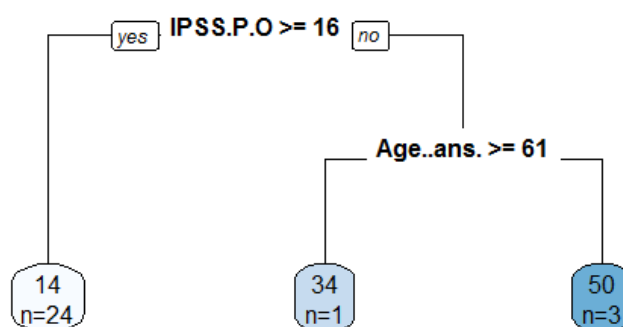 IPSS.P.O >= 16
yes
no
Age..ans. >= 61
14
n=24
34
n=1
50
n=3